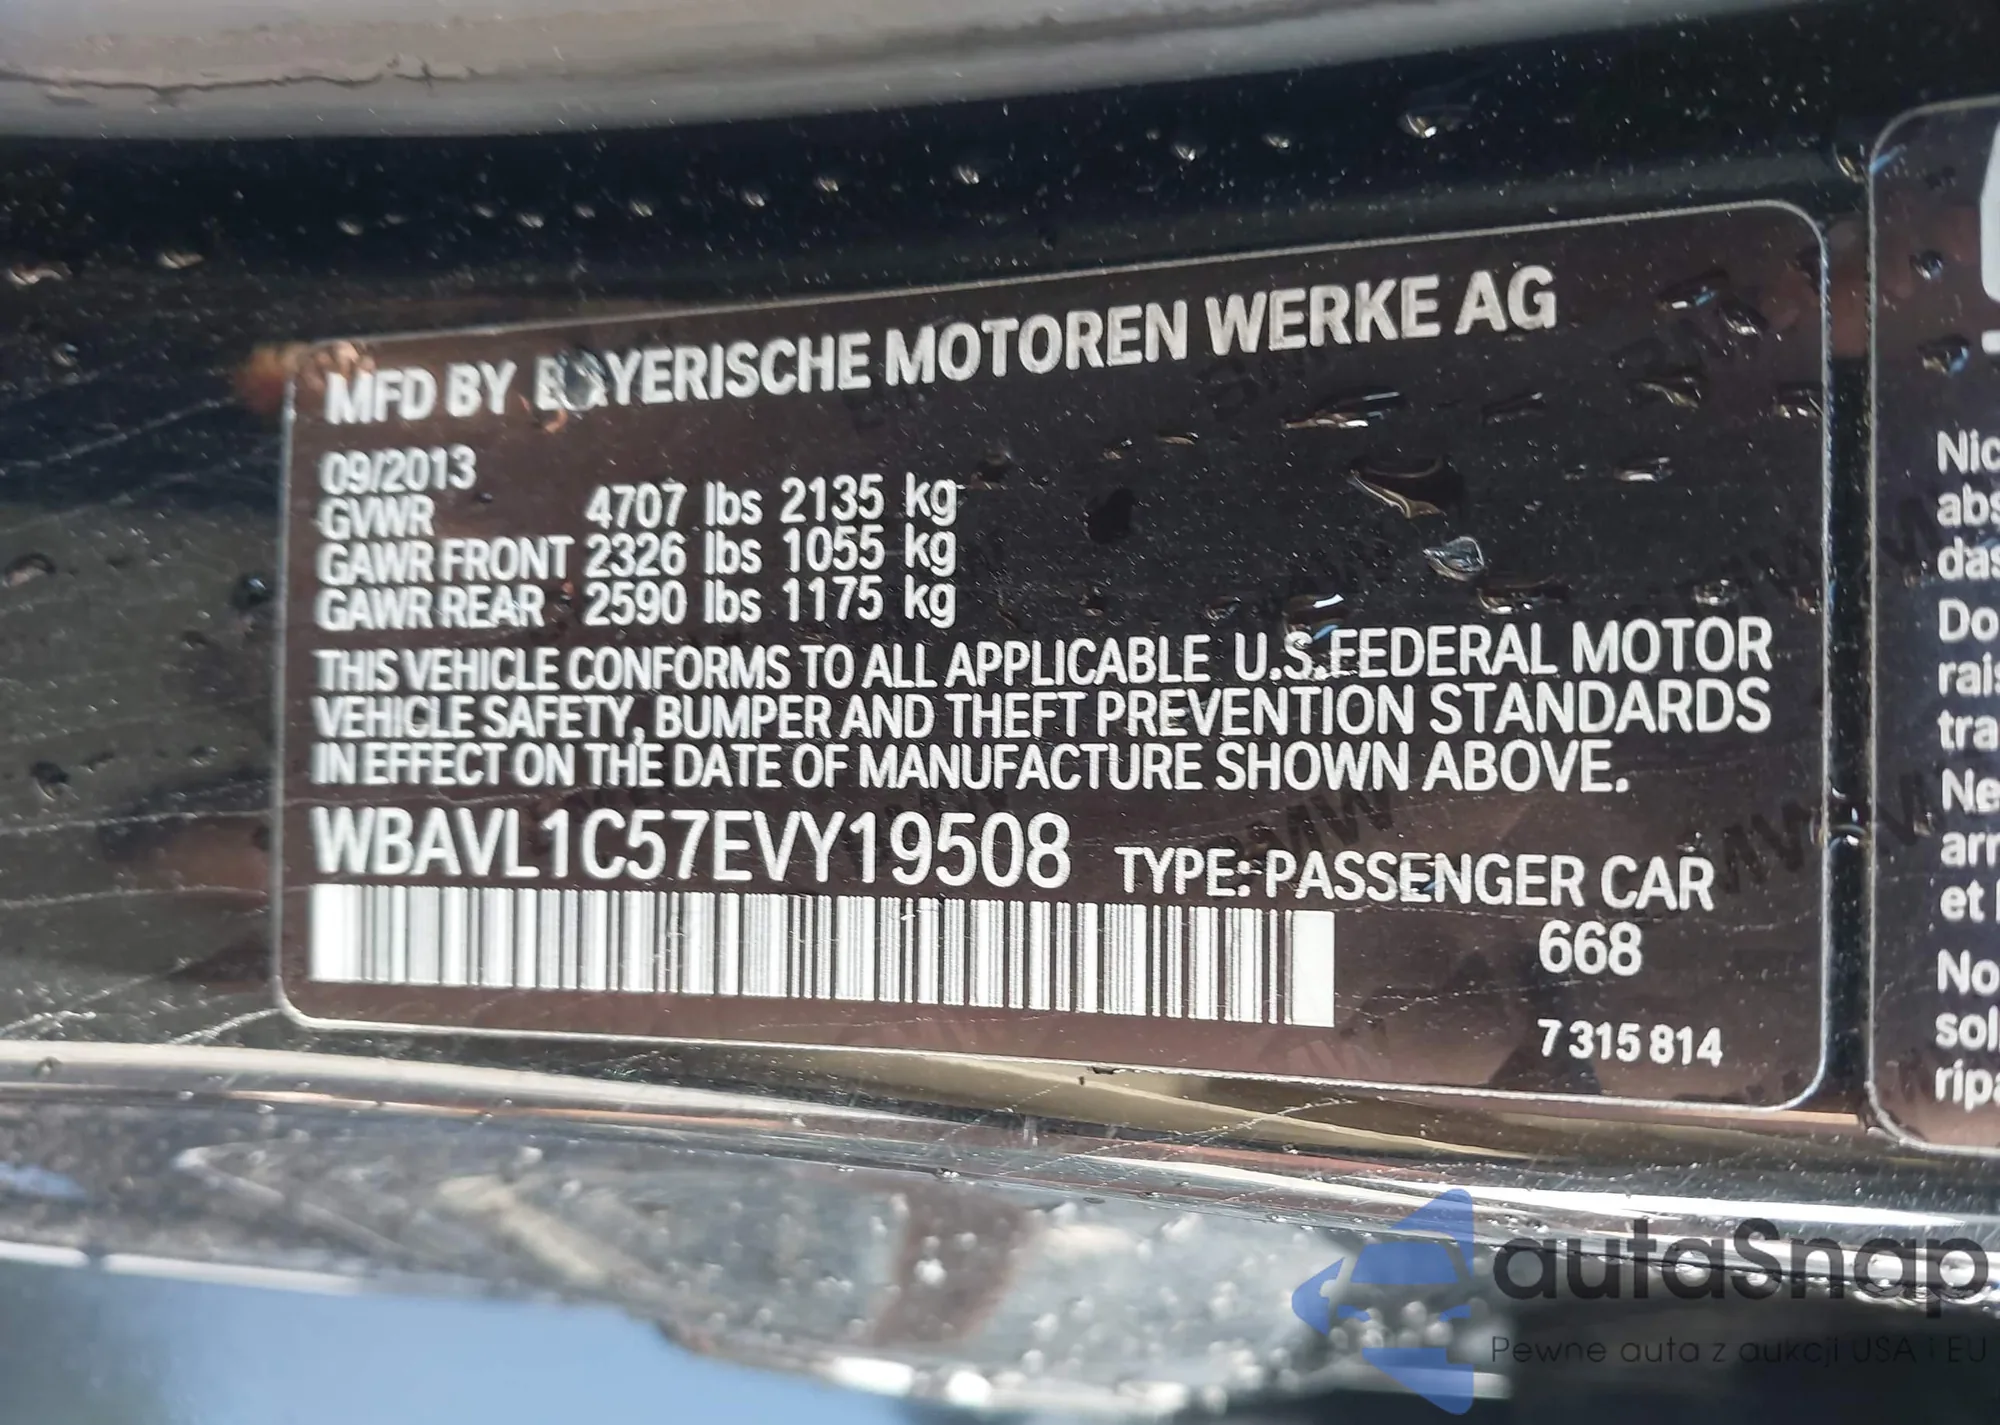 MFD BY BAYERISCHE MOTOREN WERKE AG
09/2013
GVWR 4707 lbs 2135 kg
GAWR FRONT 2326 lbs 1055 kg
GAWR REAR 2590 lbs 1175 kg
THIS VEHICLE CONFORMS TO ALL APPLICABLE U.S.FEDERAL MOTOR
VEHICLE SAFETY, BUMPER AND THEFT PREVENTION STANDARDS
IN EFFECT ON THE DATE OF MANUFACTURE SHOWN ABOVE.
WBAVL1C57EVY19508 TYPE: PASSENGER CAR
668
7 315 814
Nic
abs
das
Do
rais
tra
Ne
arr
et
No
sol
ripa
autaSnap
Pewne auta z aukcji USA i EU